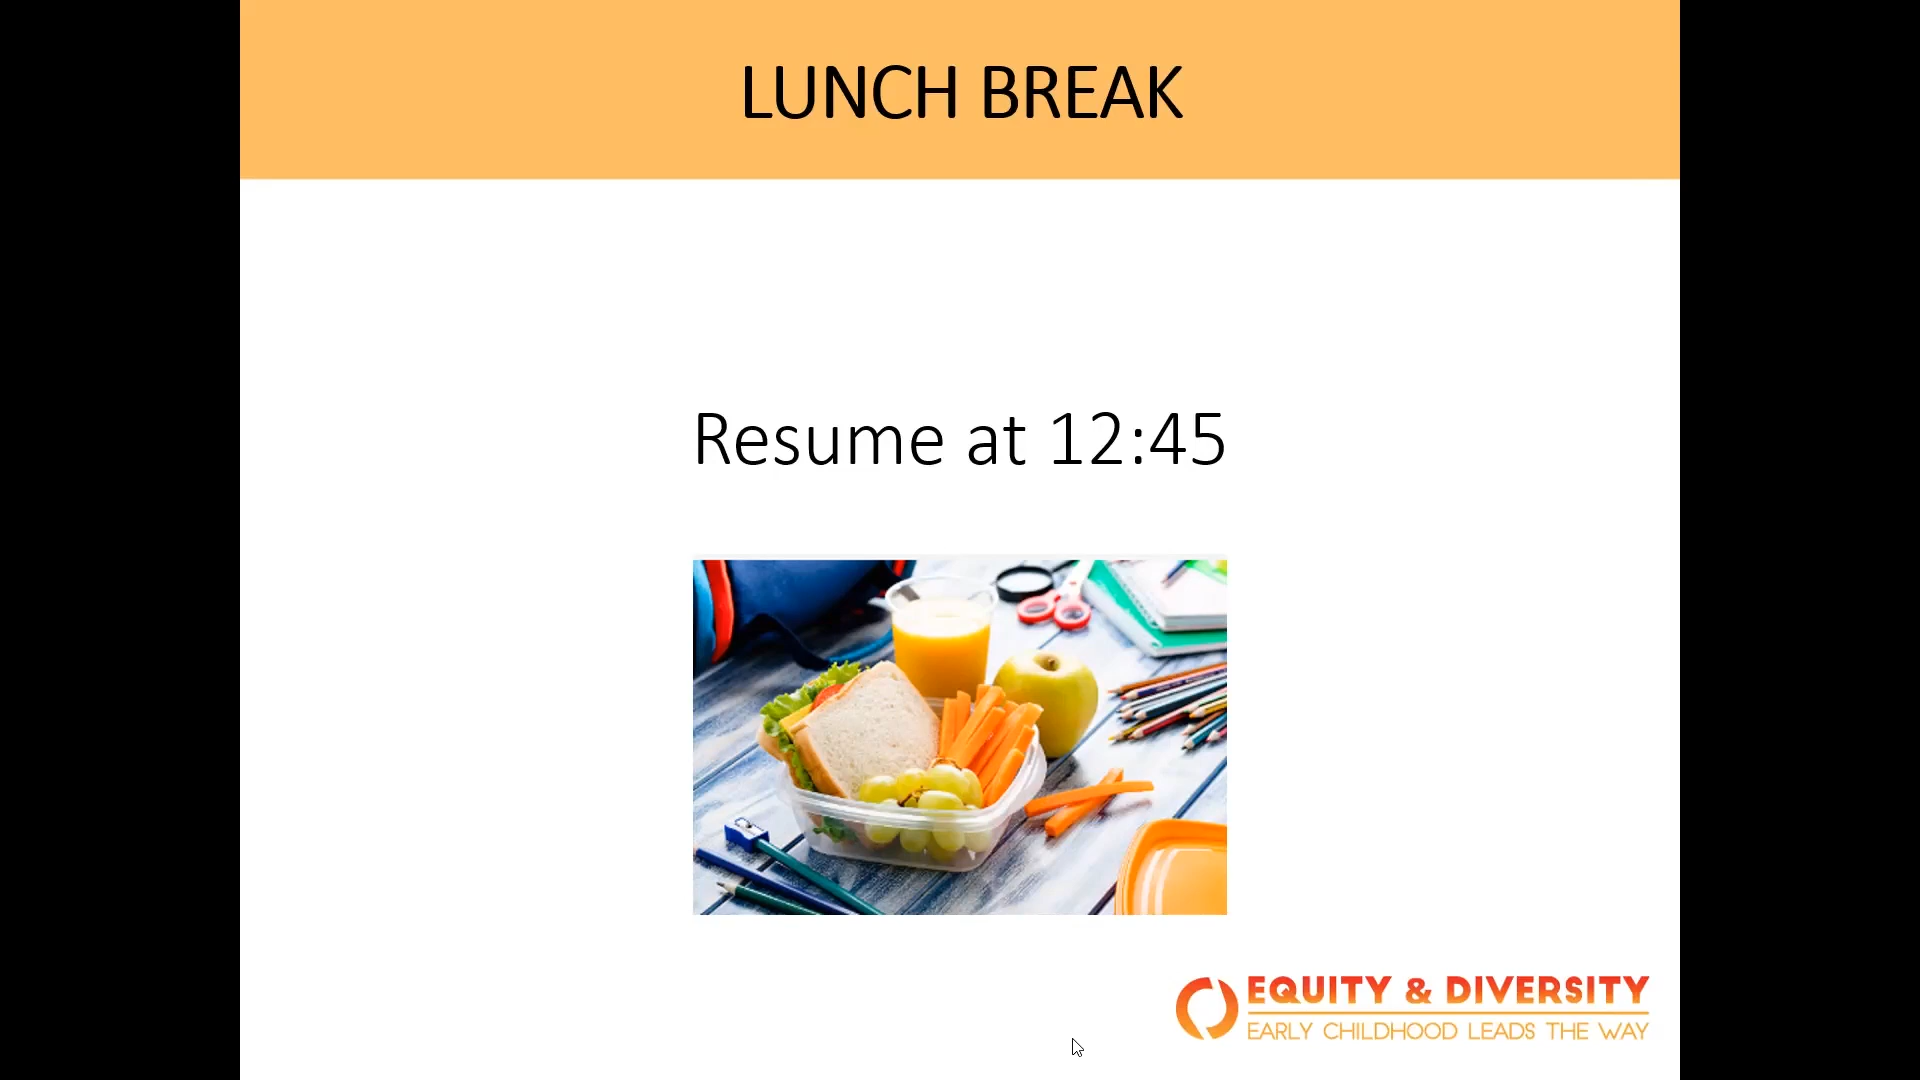 LUNCH BREAK
Resume at 12:45
EQUITY & DIVERSITY
EARLY CHILDHOOD LEADS THE WAY